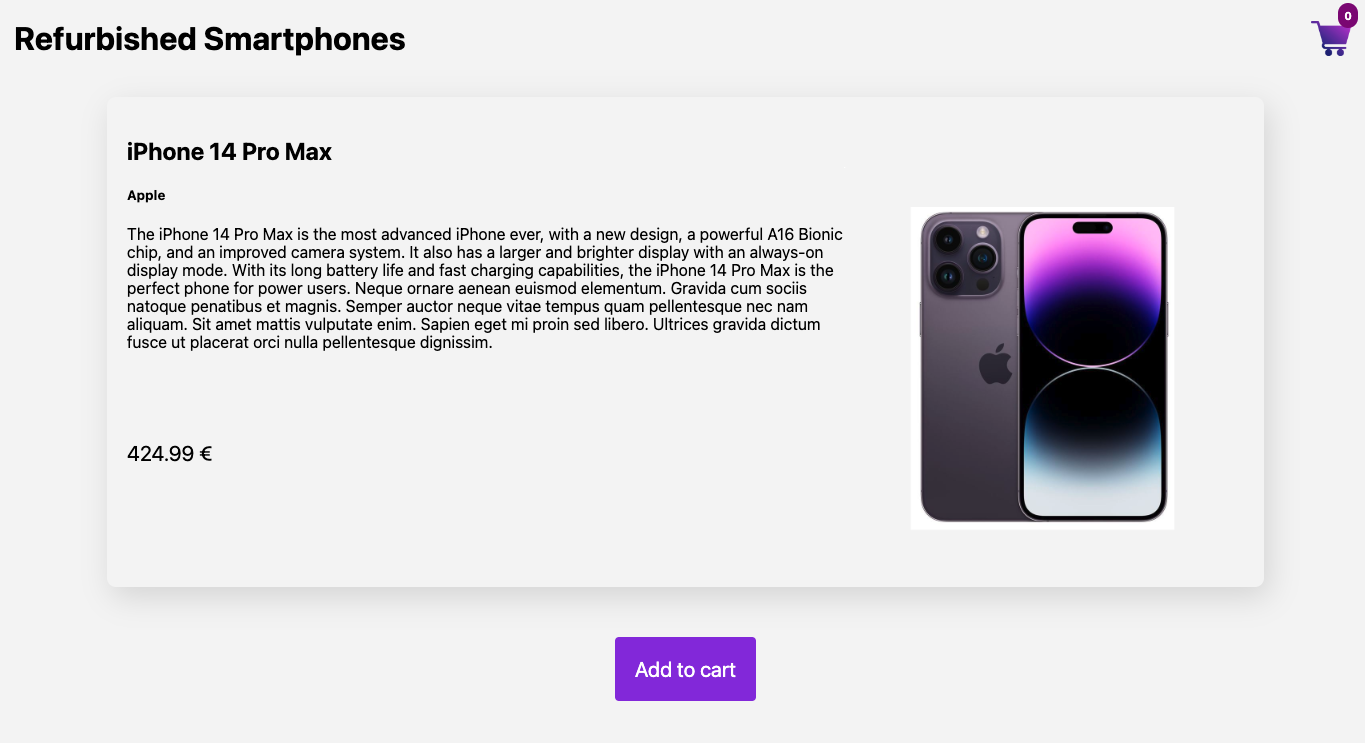 Refurbished Smartphones
0
iPhone 14 Pro Max
Apple
The iPhone 14 Pro Max is the most advanced iPhone ever, with a new design, a powerful A16 Bionic
chip, and an improved camera system. It also has a larger and brighter display with an always-on
display mode. With its long battery life and fast charging capabilities, the iPhone 14 Pro Max is the
perfect phone for power users. Neque ornare aenean euismod elementum. Gravida cum sociis
natoque penatibus et magnis. Semper auctor neque vitae tempus quam pellentesque nec nam
aliquam. Sit amet mattis vulputate enim. Sapien eget mi proin sed libero. Ultrices gravida dictum
fusce ut placerat orci nulla pellentesque dignissim.
424.99 €
Add to cart